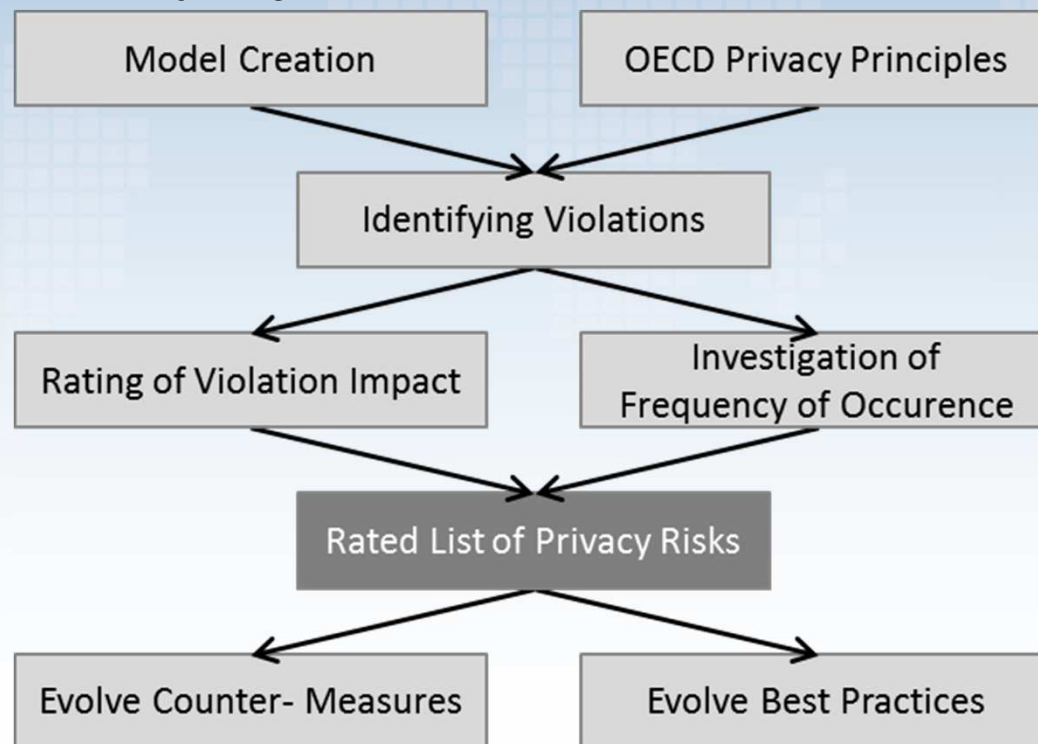 Model Creation
OECD Privacy Principles
Identifying Violations
Rating of Violation Impact
Investigation of
Frequency of Occurence
Rated List of Privacy Risks
Evolve Counter- Measures
Evolve Best Practices